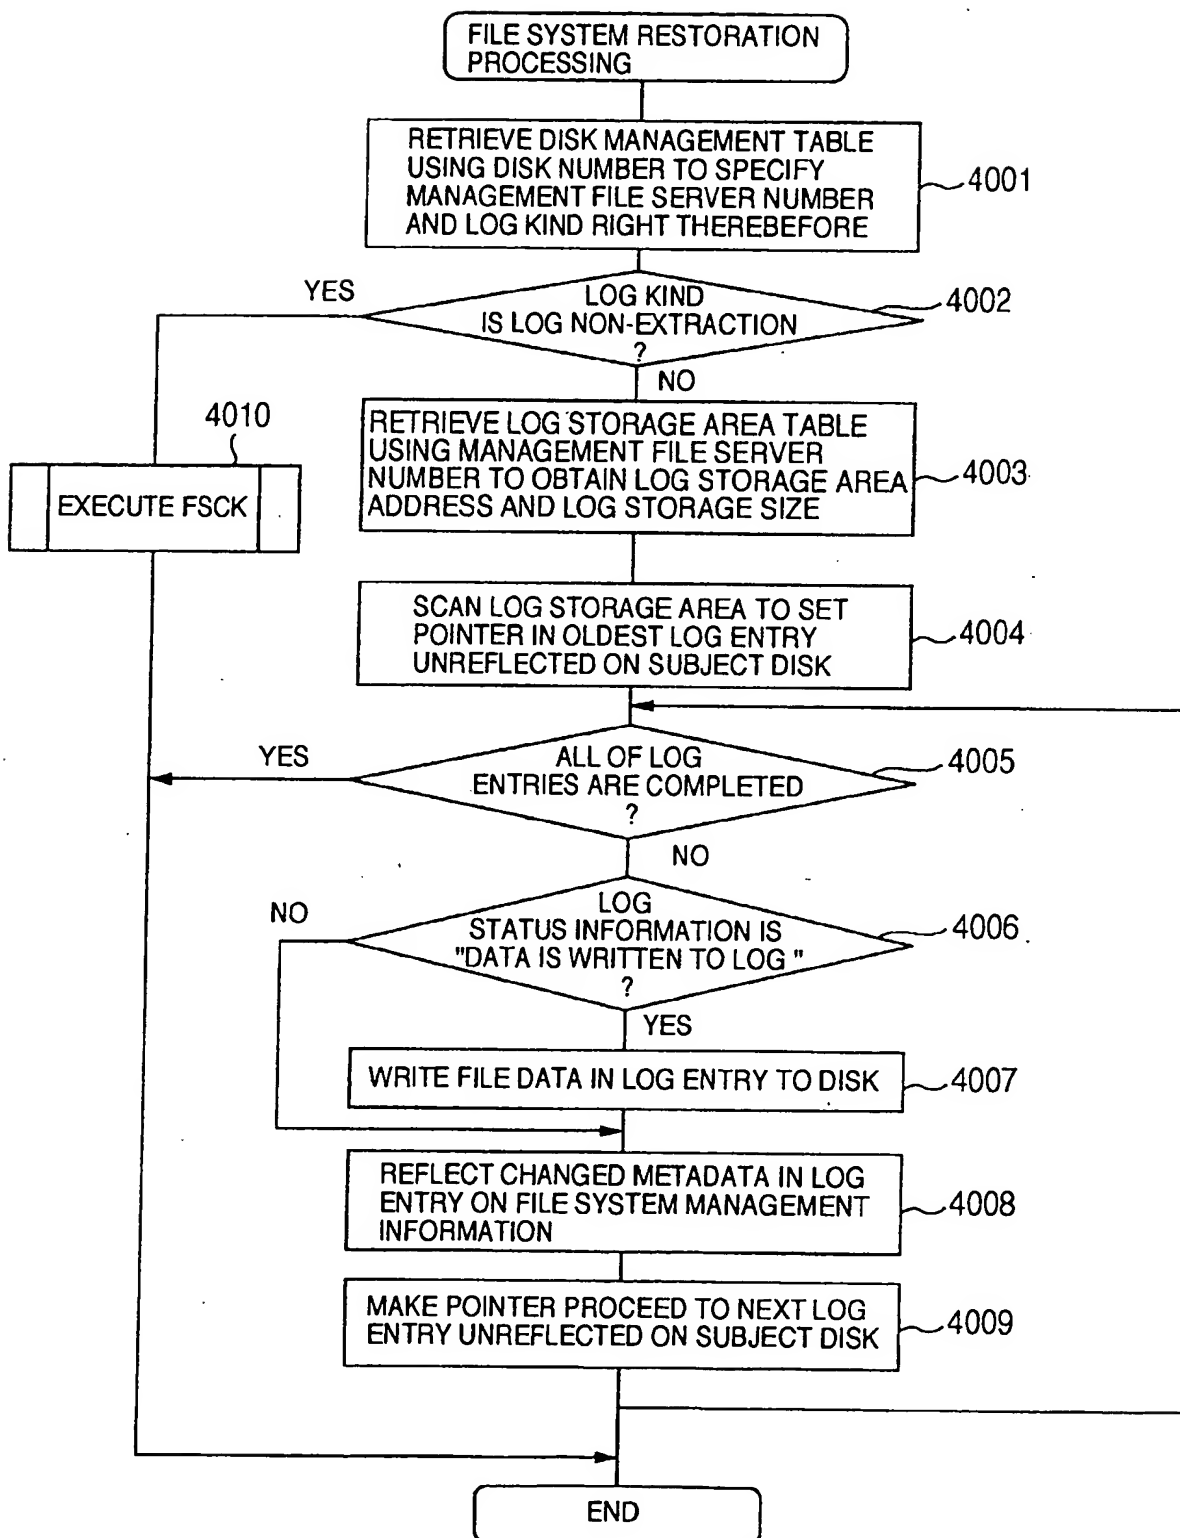 FILE SYSTEM RESTORATION
PROCESSING
RETRIEVE DISK MANAGEMENT TABLE
USING DISK NUMBER TO SPECIFY
MANAGEMENT FILE SERVER NUMBER
AND LOG KIND RIGHT THEREBEFORE
4001
YES
LOG KIND
IS LOG NON-EXTRACTION
?
4002
NO
4010
EXECUTE FSCK
RETRIEVE LOG STORAGE AREA TABLE
USING MANAGEMENT FILE SERVER
NUMBER TO OBTAIN LOG STORAGE AREA
ADDRESS AND LOG STORAGE SIZE
4003
SCAN LOG STORAGE AREA TO SET
POINTER IN OLDEST LOG ENTRY
UNREFLECTED ON SUBJECT DISK
4004
YES
ALL OF LOG
ENTRIES ARE COMPLETED
?
4005
NO
NO
LOG
STATUS INFORMATION IS
"DATA IS WRITTEN TO LOG "
?
4006
YES
WRITE FILE DATA IN LOG ENTRY TO DISK
4007
REFLECT CHANGED METADATA IN LOG
ENTRY ON FILE SYSTEM MANAGEMENT
INFORMATION
4008
MAKE POINTER PROCEED TO NEXT LOG
ENTRY UNREFLECTED ON SUBJECT DISK
4009
END